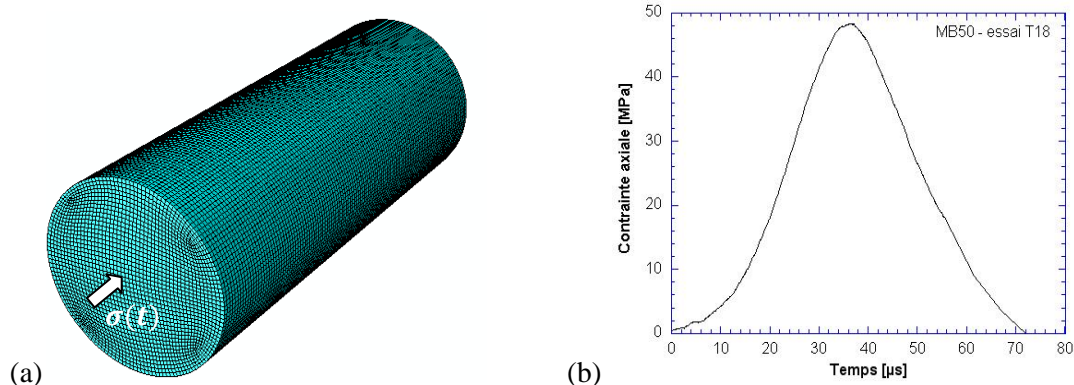 σ(t)
(a)
MB50 - essai T18
Contrainte axiale [MPa]
50
40
30
20
10
0
0 10 20 30 40 50 60 70 80
Temps [µs]
(b)